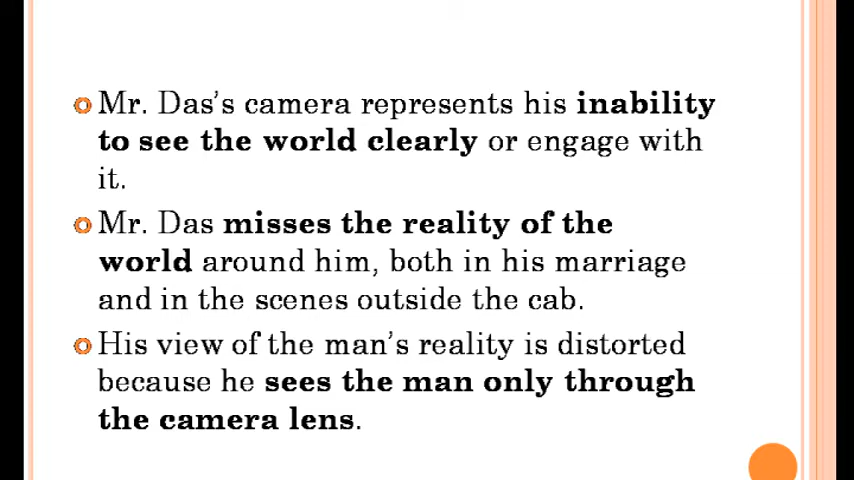 Mr. Das's camera represents his inability
to see the world clearly or engage with
it.
Mr. Das misses the reality of the
world around him, both in his marriage
and in the scenes outside the cab.
His view of the man's reality is distorted
because he sees the man only through
the camera lens.